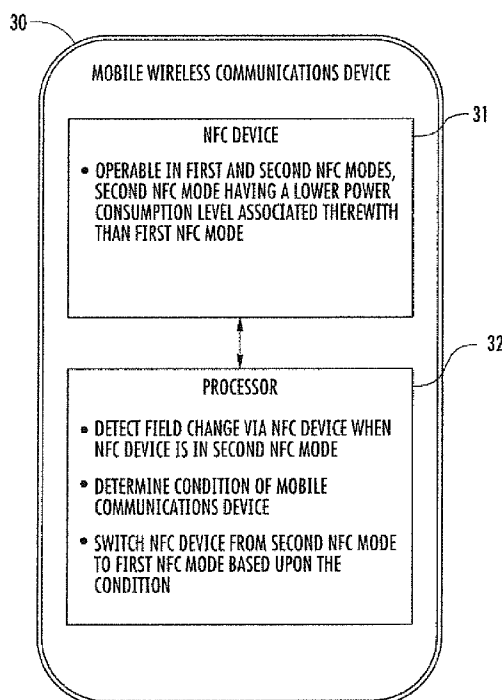 30
MOBILE WIRELESS COMMUNICATIONS DEVICE
31
NFC DEVICE
• OPERABLE IN FIRST AND SECOND NFC MODES,
SECOND NFC MODE HAVING A LOWER POWER
CONSUMPTION LEVEL ASSOCIATED THEREWITH
THAN FIRST NFC MODE
32
PROCESSOR
• DETECT FIELD CHANGE VIA NFC DEVICE WHEN
NFC DEVICE IS IN SECOND NFC MODE
• DETERMINE CONDITION OF MOBILE
COMMUNICATIONS DEVICE
• SWITCH NFC DEVICE FROM SECOND NFC MODE
TO FIRST NFC MODE BASED UPON THE
CONDITION